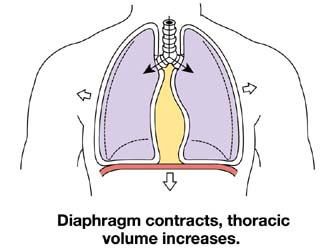 Diaphragm contracts, thoracic
volume increases.